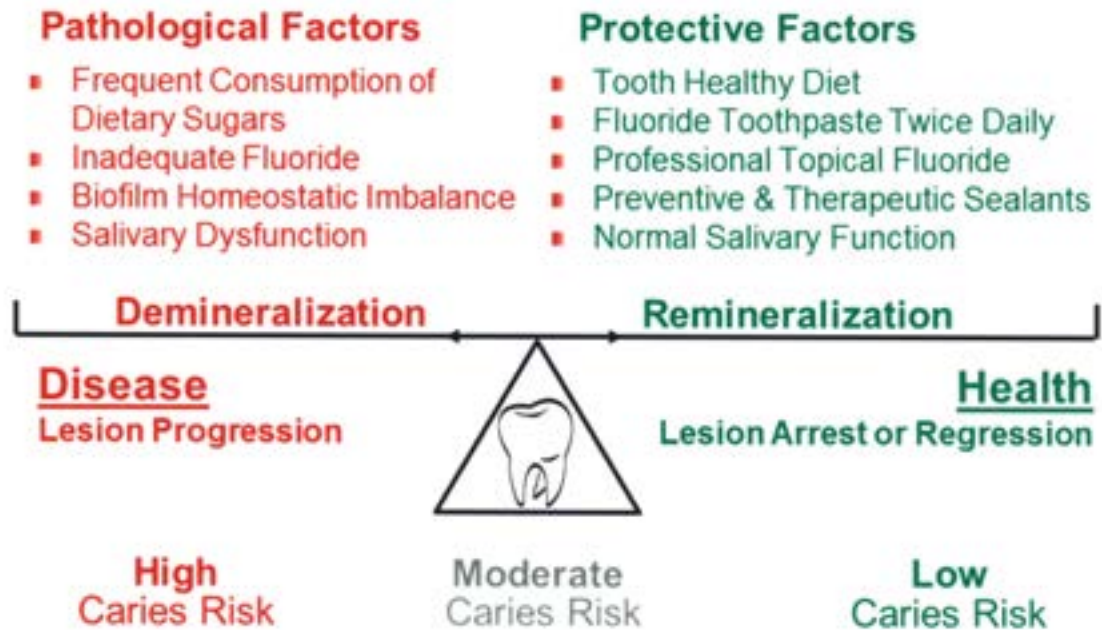 Pathological Factors
Frequent Consumption of
Dietary Sugars
Inadequate Fluoride
Biofilm Homeostatic Imbalance
Salivary Dysfunction
Protective Factors
Tooth Healthy Diet
Fluoride Toothpaste Twice Daily
Professional Topical Fluoride
Preventive & Therapeutic Sealants
Normal Salivary Function
Demineralization
Remineralization
Disease
Lesion Progression
Health
Lesion Arrest or Regression
High
Caries Risk
Moderate
Caries Risk
Low
Caries Risk